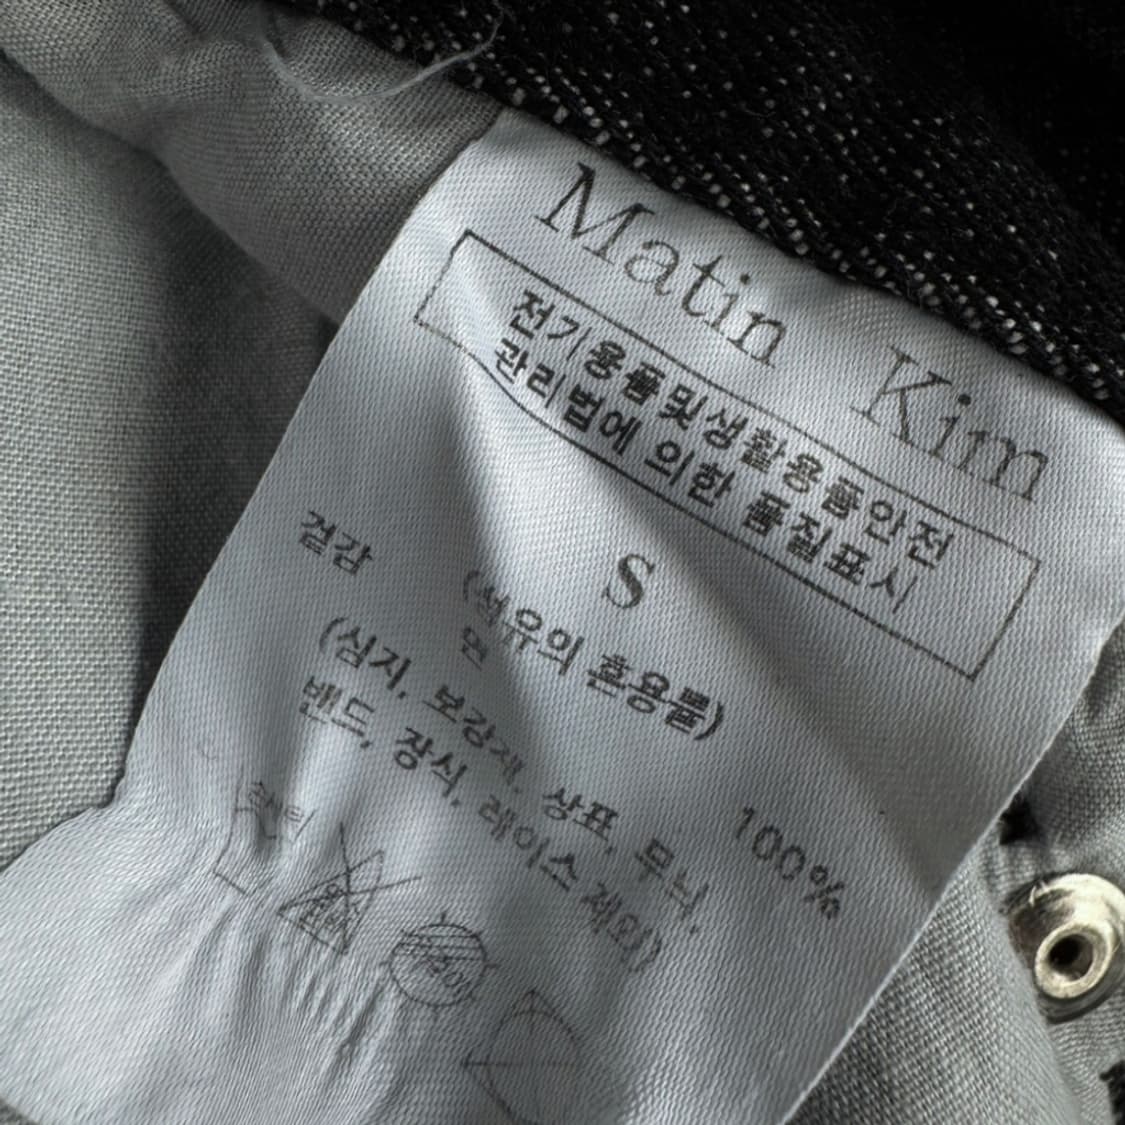 Matin Kim
전기용품및생활용품안전
관리법에 의한 품질표시
S
(섬유의 혼용률)
겉감 면 100%
(심지, 보강재, 상표, 무늬,
밴드, 장식, 레이스 제외)